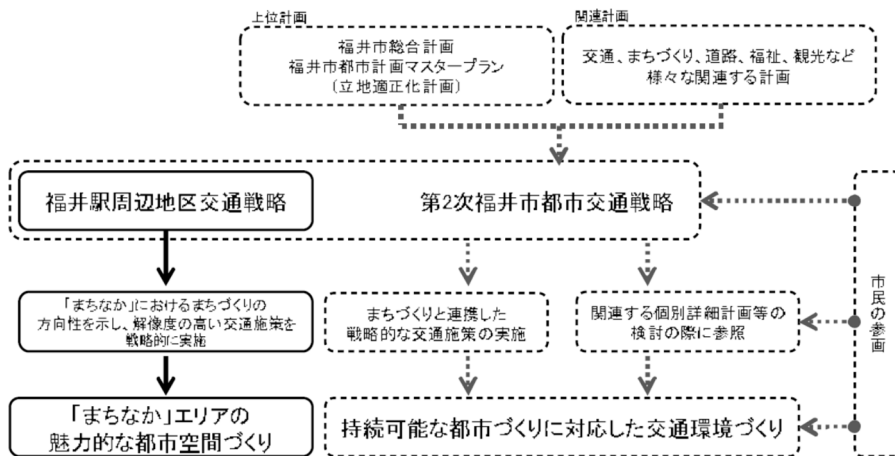 上位計画
福井市総合計画
福井市都市計画マスタープラン
（立地適正化計画）
関連計画
交通、まちづくり、道路、福祉、観光など
様々な関連する計画
福井駅周辺地区交通戦略
第2次福井市都市交通戦略
「まちなか」におけるまちづくりの
方向性を示し、解像度の高い交通施策を
戦略的に実施
まちづくりと連携した
戦略的な交通施策の実施
関連する個別詳細計画等の
検討の際に参照
「まちなか」エリアの
魅力的な都市空間づくり
持続可能な都市づくりに対応した交通環境づくり
市民の参画